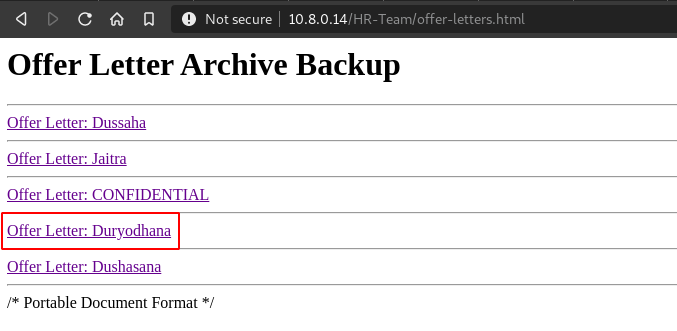 Not secure 10.8.0.14/HR-Team/offer-letters.html
Offer Letter Archive Backup
Offer Letter: Dussaha
Offer Letter: Jaitra
Offer Letter: CONFIDENTIAL
Offer Letter: Duryodhana
Offer Letter: Dushasana
/* Portable Document Format */